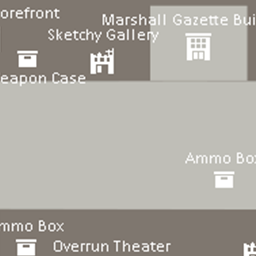 orefront
Marshall Gazette Bui
Sketchy Gallery
eapon Case
Ammo Box
mmo Box
Overrun Theater